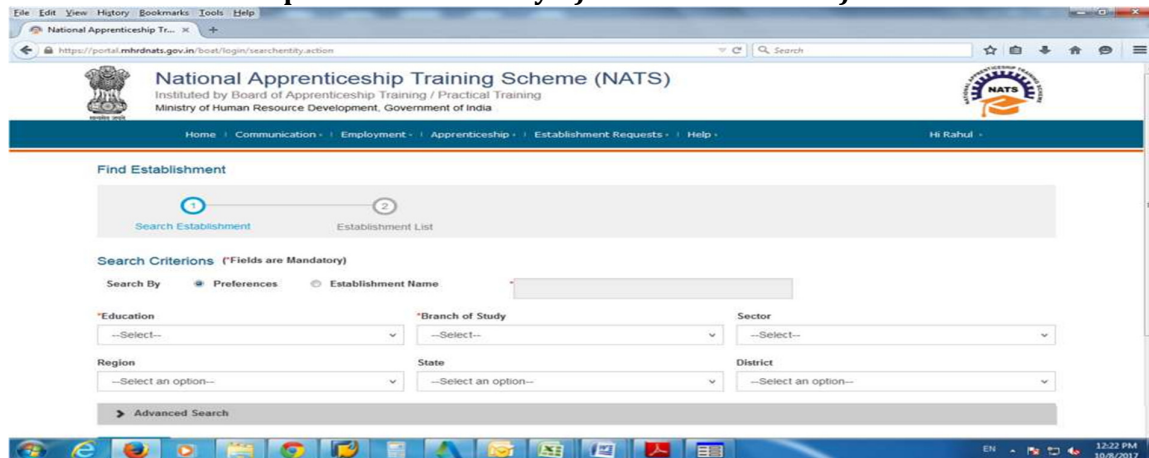 File Edit View History Bookmarks Tools Help
National Apprenticeship Tr... × +
https://portal.mhrdnats.gov.in/boat/login/searchentity.action Search
National Apprenticeship Training Scheme (NATS)
Instituted by Board of Apprenticeship Training / Practical Training
Ministry of Human Resource Development, Government of India
NATS
Home Communication Employment Apprenticeship Establishment Requests Help Hi Rahul
Find Establishment
1 2
Search Establishment Establishment List
Search Criterions (*Fields are Mandatory)
Search By Preferences Establishment Name *
*Education *Branch of Study Sector
--Select-- --Select-- --Select--
Region State District
--Select an option-- --Select an option-- --Select an option--
Advanced Search
EN 12:22 PM
10/8/2017